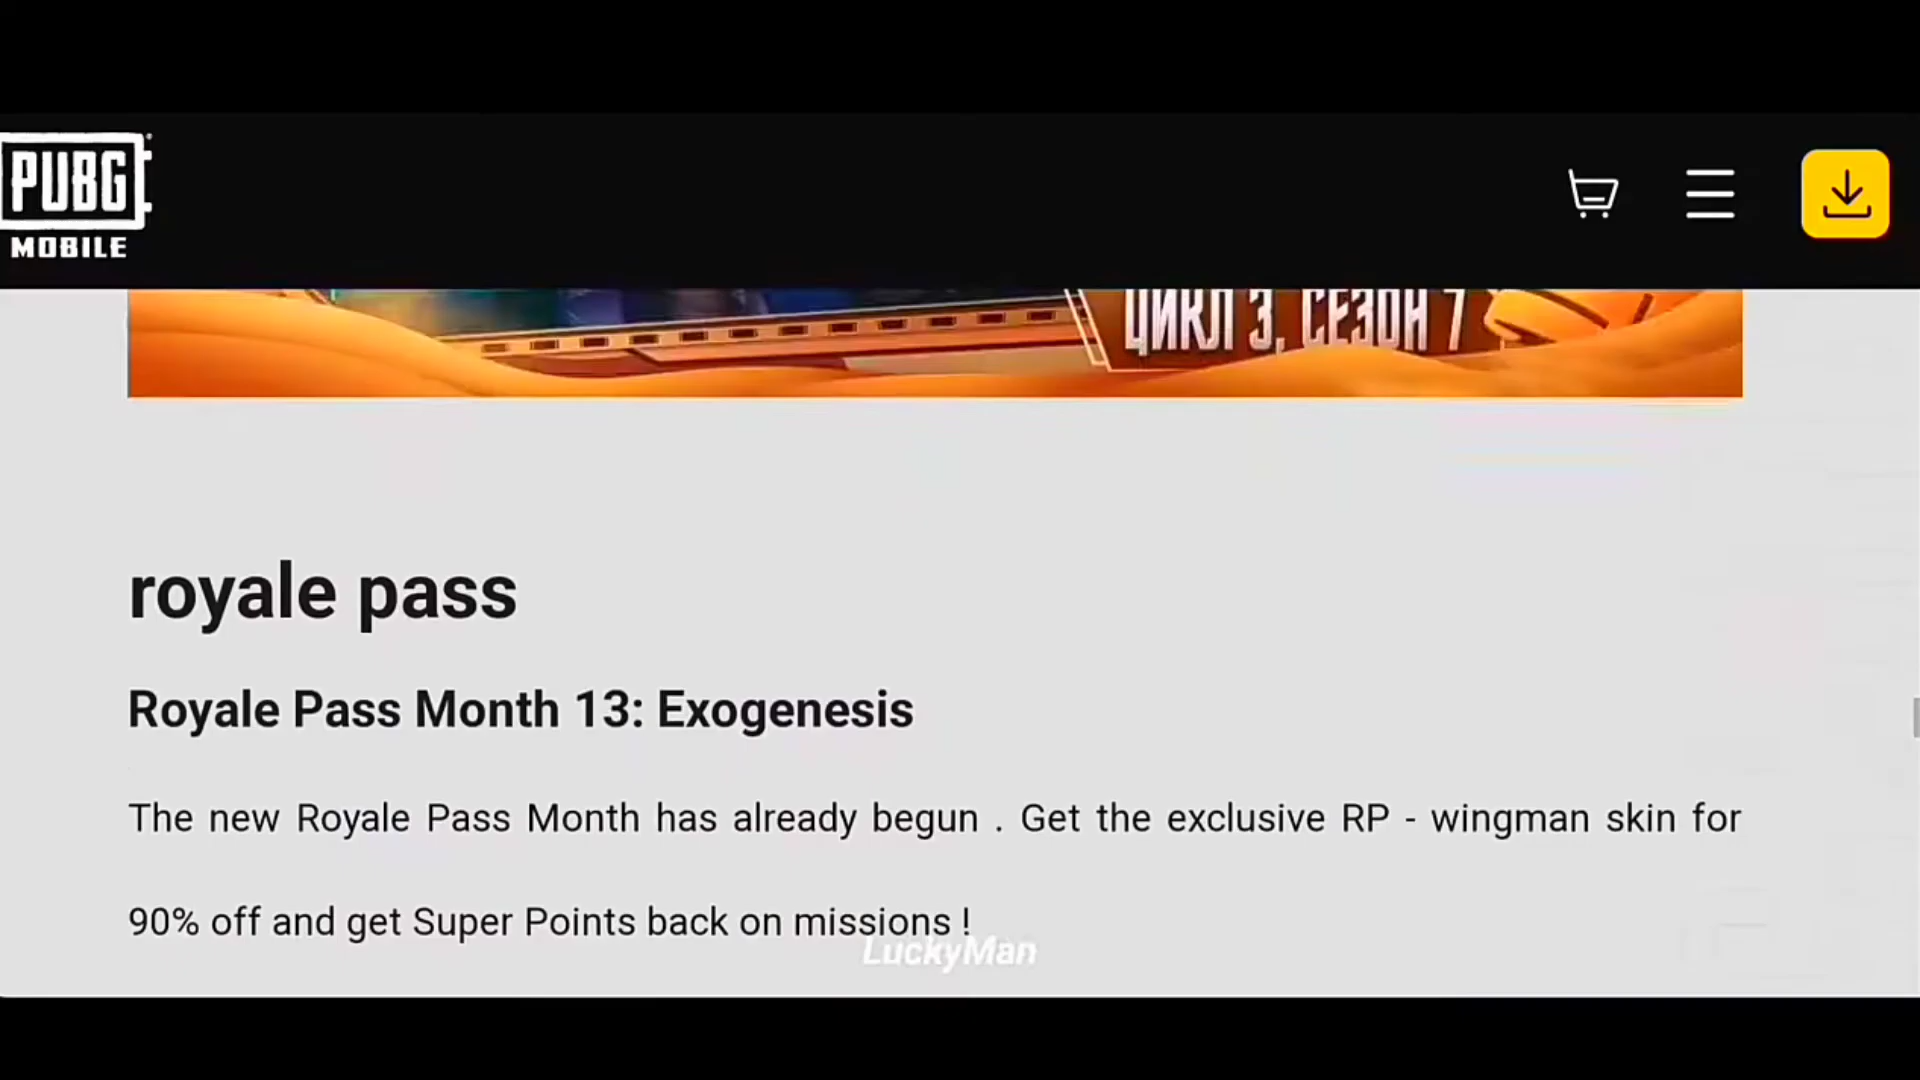 PUBG
MOBILE
ЦИКЛ 3, СЕЗОН 7
royale pass
Royale Pass Month 13: Exogenesis
The new Royale Pass Month has already begun . Get the exclusive RP - wingman skin for
90% off and get Super Points back on missions !
LuckyMan